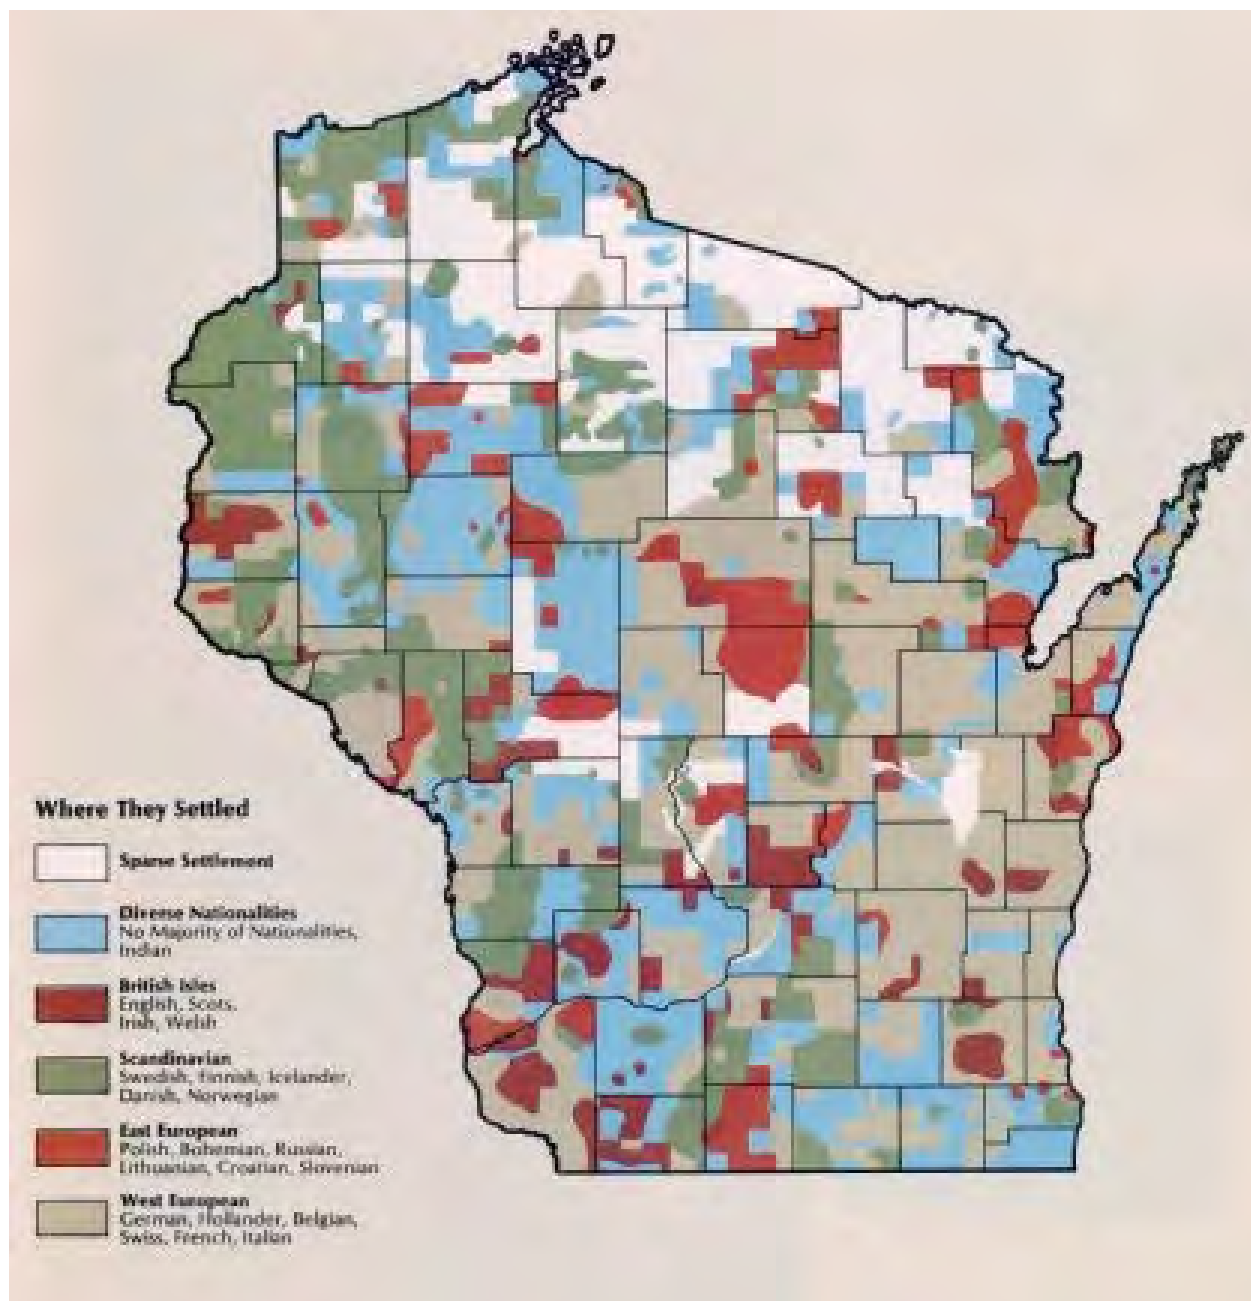 Where They Settled
Sparse Settlement
Diverse Nationalities
No Majority of Nationalities,
Indian
British Isles
English, Scots,
Irish, Welsh
Scandinavian
Swedish, Finnish, Icelander,
Danish, Norwegian
East European
Polish, Bohemian, Russian,
Lithuanian, Croatian, Slovenian
West European
German, Hollander, Belgian,
Swiss, French, Italian